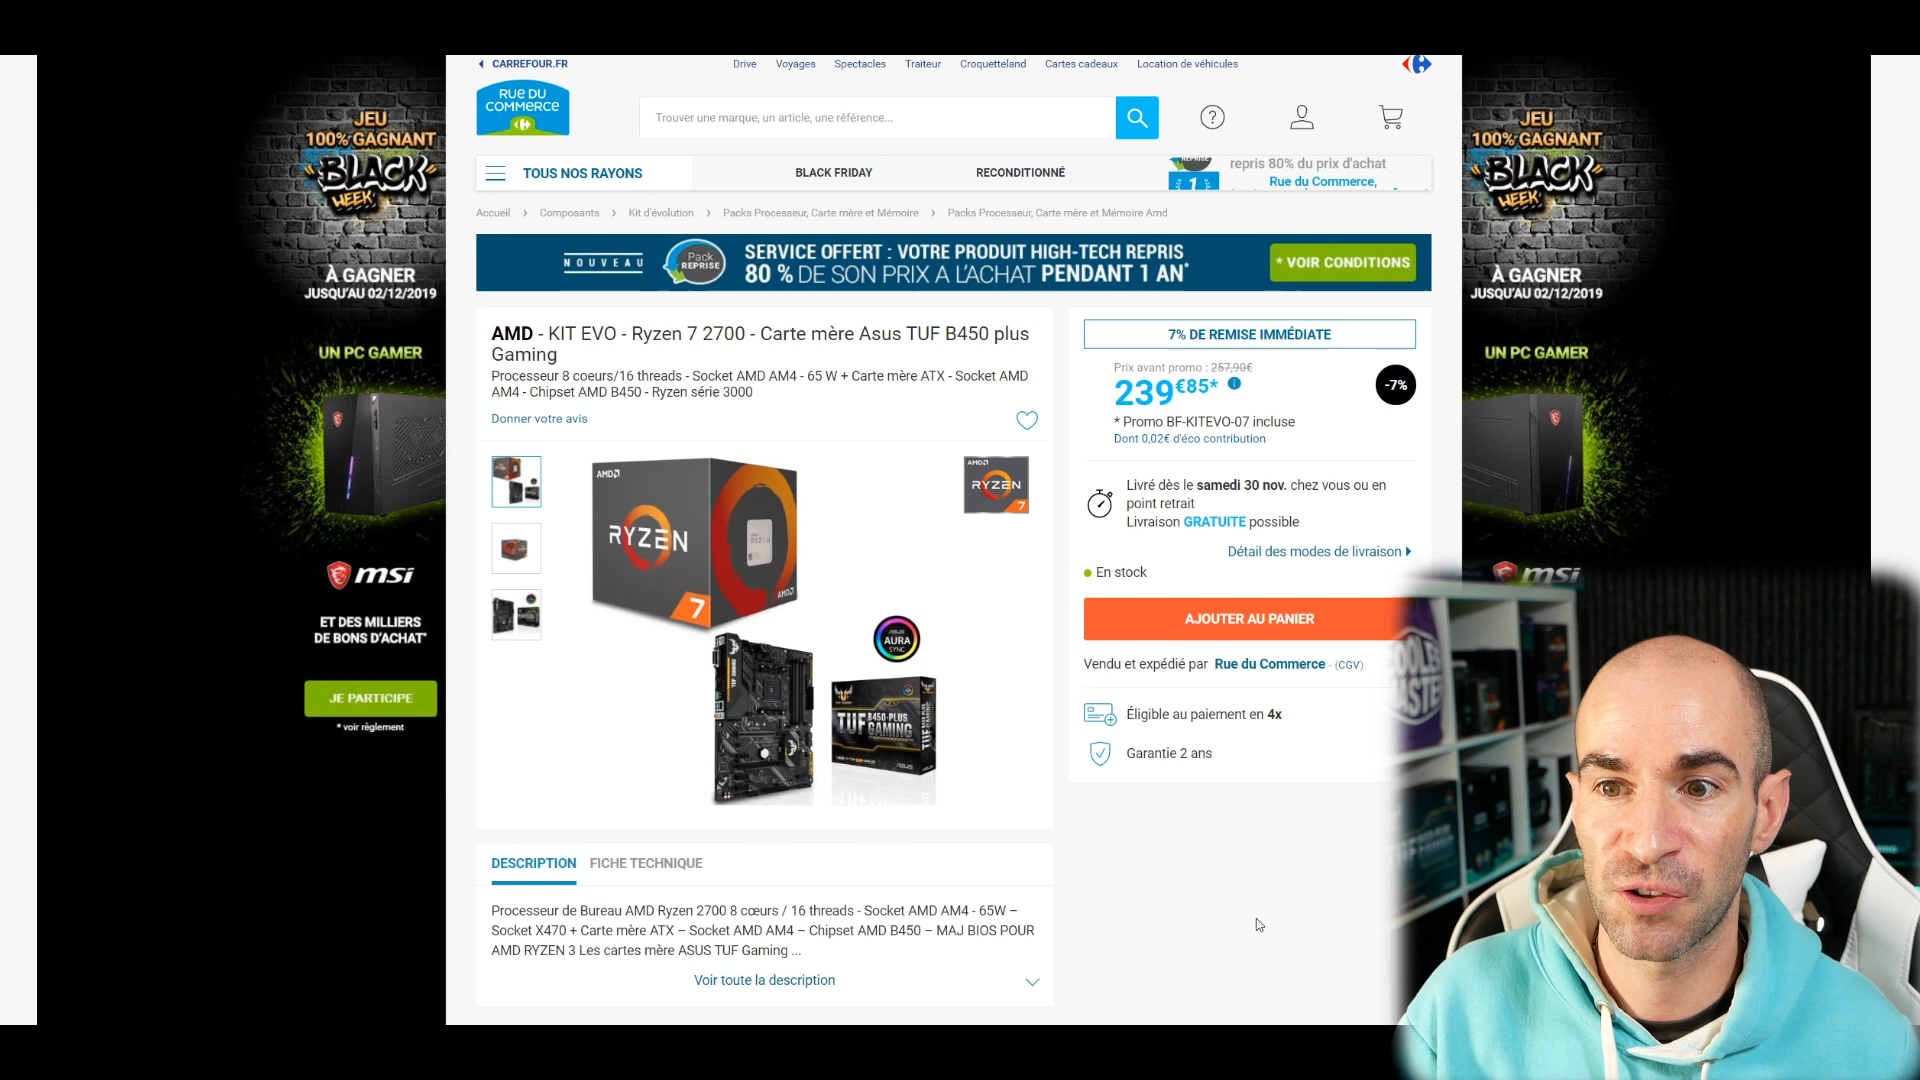 CARREFOUR.FR
Drive
Voyages
Spectacles
Traiteur
Croquetteland
Cartes cadeaux
Location de véhicules
RUE DU
COMMERCE
Trouver une marque, un article, une référence...
?
TOUS NOS RAYONS
BLACK FRIDAY
RECONDITIONNÉ
REPRISE
1
repris 80% du prix d'achat
Rue du Commerce,
Accueil > Composants > Kit d'évolution > Packs Processeur, Carte mère et Mémoire > Packs Processeur, Carte mère et Mémoire Amd
NOUVEAU
Pack
REPRISE
SERVICE OFFERT : VOTRE PRODUIT HIGH-TECH REPRIS
80 % DE SON PRIX A L'ACHAT PENDANT 1 AN*
* VOIR CONDITIONS
JEU
100% GAGNANT
"BLACK"
WEEK
À GAGNER
JUSQU'AU 02/12/2019
UN PC GAMER
msi
ET DES MILLIERS
DE BONS D'ACHAT*
JE PARTICIPE
* voir règlement
AMD - KIT EVO - Ryzen 7 2700 - Carte mère Asus TUF B450 plus
Gaming
Processeur 8 coeurs/16 threads - Socket AMD AM4 - 65 W + Carte mère ATX - Socket AMD
AM4 - Chipset AMD B450 - Ryzen série 3000
Donner votre avis
AMD
RYZEN
7
AMD
AMD
RYZEN
7
AURA
SYNC
TUF B450-PLUS
GAMING
TUF GAMING
DESCRIPTION
FICHE TECHNIQUE
Processeur de Bureau AMD Ryzen 2700 8 cœurs / 16 threads - Socket AMD AM4 - 65W –
Socket X470 + Carte mère ATX – Socket AMD AM4 – Chipset AMD B450 – MAJ BIOS POUR
AMD RYZEN 3 Les cartes mère ASUS TUF Gaming ...
Voir toute la description
7% DE REMISE IMMÉDIATE
Prix avant promo : 257,90€
239€85*
-7%
* Promo BF-KITEVO-07 incluse
Dont 0,02€ d'éco contribution
Livré dès le samedi 30 nov. chez vous ou en
point retrait
Livraison GRATUITE possible
Détail des modes de livraison
En stock
AJOUTER AU PANIER
Vendu et expédié par Rue du Commerce - (CGV)
Éligible au paiement en 4x
Garantie 2 ans
JEU
100% GAGNANT
"BLACK"
WEEK
À GAGNER
JUSQU'AU 02/12/2019
UN PC GAMER
msi
COOLER
MASTER